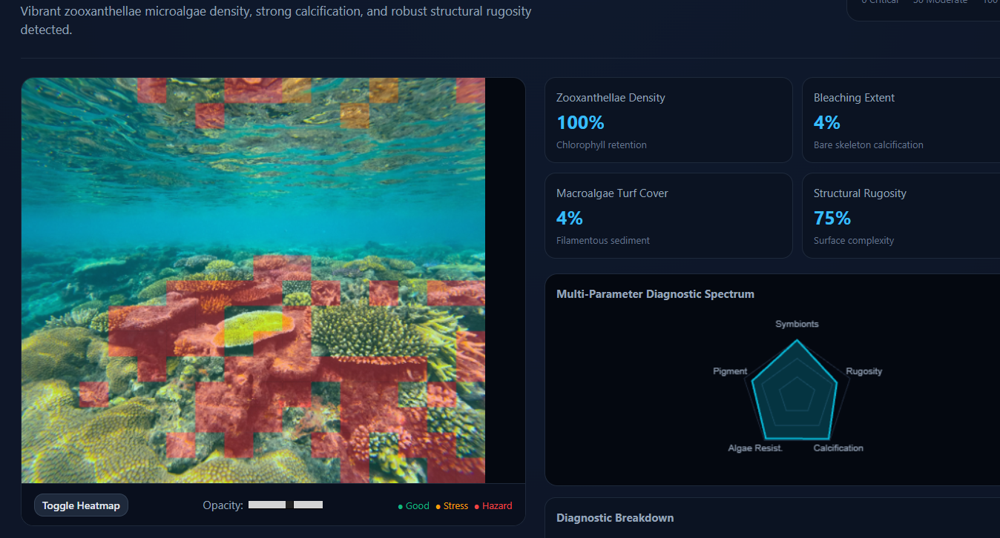 Vibrant zooxanthellae microalgae density, strong calcification, and robust structural rugosity
detected.
0 Critical 50 Moderate 100
Zooxanthellae Density
100%
Chlorophyll retention
Bleaching Extent
4%
Bare skeleton calcification
Macroalgae Turf Cover
4%
Filamentous sediment
Structural Rugosity
75%
Surface complexity
Multi-Parameter Diagnostic Spectrum
Symbionts
Pigment
Rugosity
Algae Resist.
Calcification
Toggle Heatmap
Opacity:
Good
Stress
Hazard
Diagnostic Breakdown